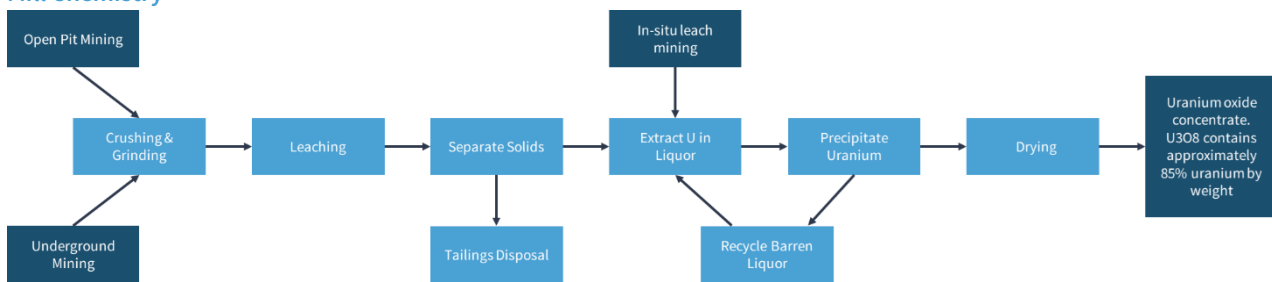 Open Pit Mining
In-situ leach
mining
Crushing &
Grinding
Leaching
Separate Solids
Extract U in
Liquor
Precipitate
Uranium
Drying
Uranium oxide
concentrate.
U3O8 contains
approximately
85% uranium by
weight
Underground
Mining
Tailings Disposal
Recycle Barren
Liquor